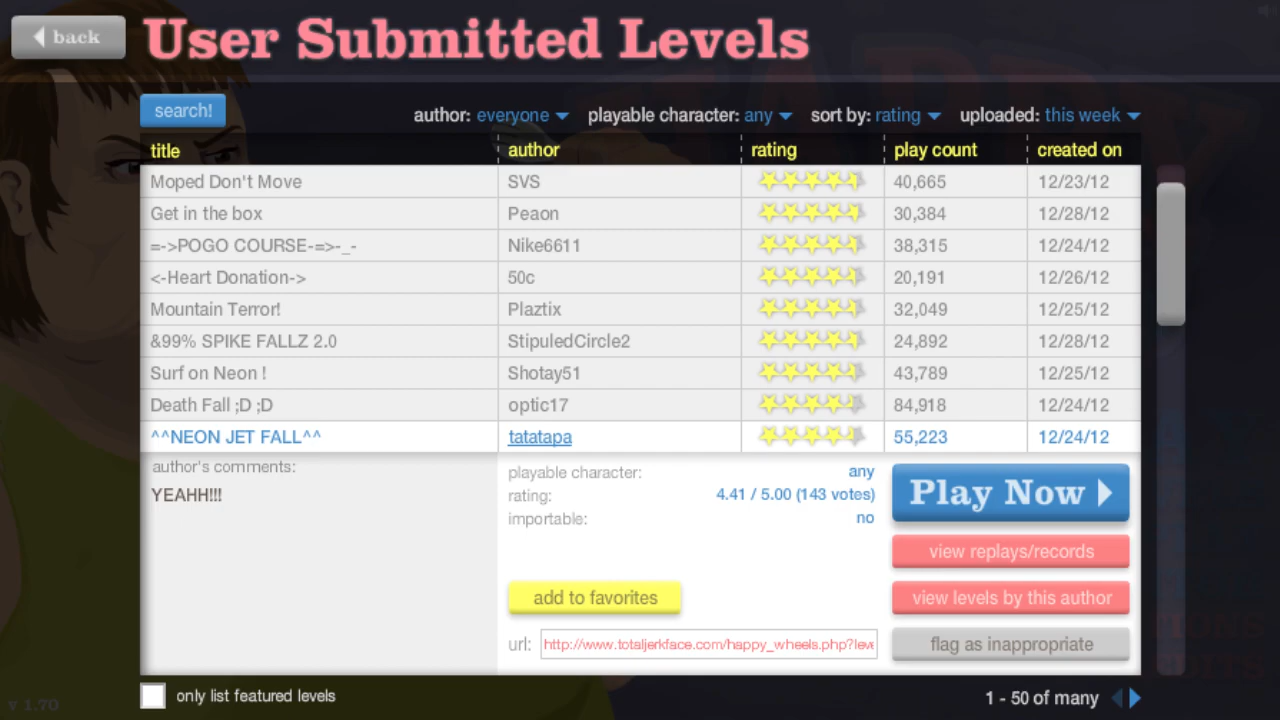 back
User Submitted Levels
search!
author: everyone playable character: any sort by: rating uploaded: this week
title author rating play count created on
Moped Don't Move SVS 40,665 12/23/12
Get in the box Peaon 30,384 12/28/12
=->POGO COURSE-=>-_- Nike6611 38,315 12/24/12
<-Heart Donation-> 50c 20,191 12/26/12
Mountain Terror! Plaztix 32,049 12/25/12
&99% SPIKE FALLZ 2.0 StipuledCircle2 24,892 12/28/12
Surf on Neon ! Shotay51 43,789 12/25/12
Death Fall ;D ;D optic17 84,918 12/24/12
^^NEON JET FALL^^ tatatapa 55,223 12/24/12
author's comments:
YEAHH!!!
playable character: any
rating: 4.41 / 5.00 (143 votes)
importable: no
Play Now
view replays/records
add to favorites
view levels by this author
url: http://www.totaljerkface.com/happy_wheels.php?leve
flag as inappropriate
only list featured levels
1 - 50 of many
v 1.70